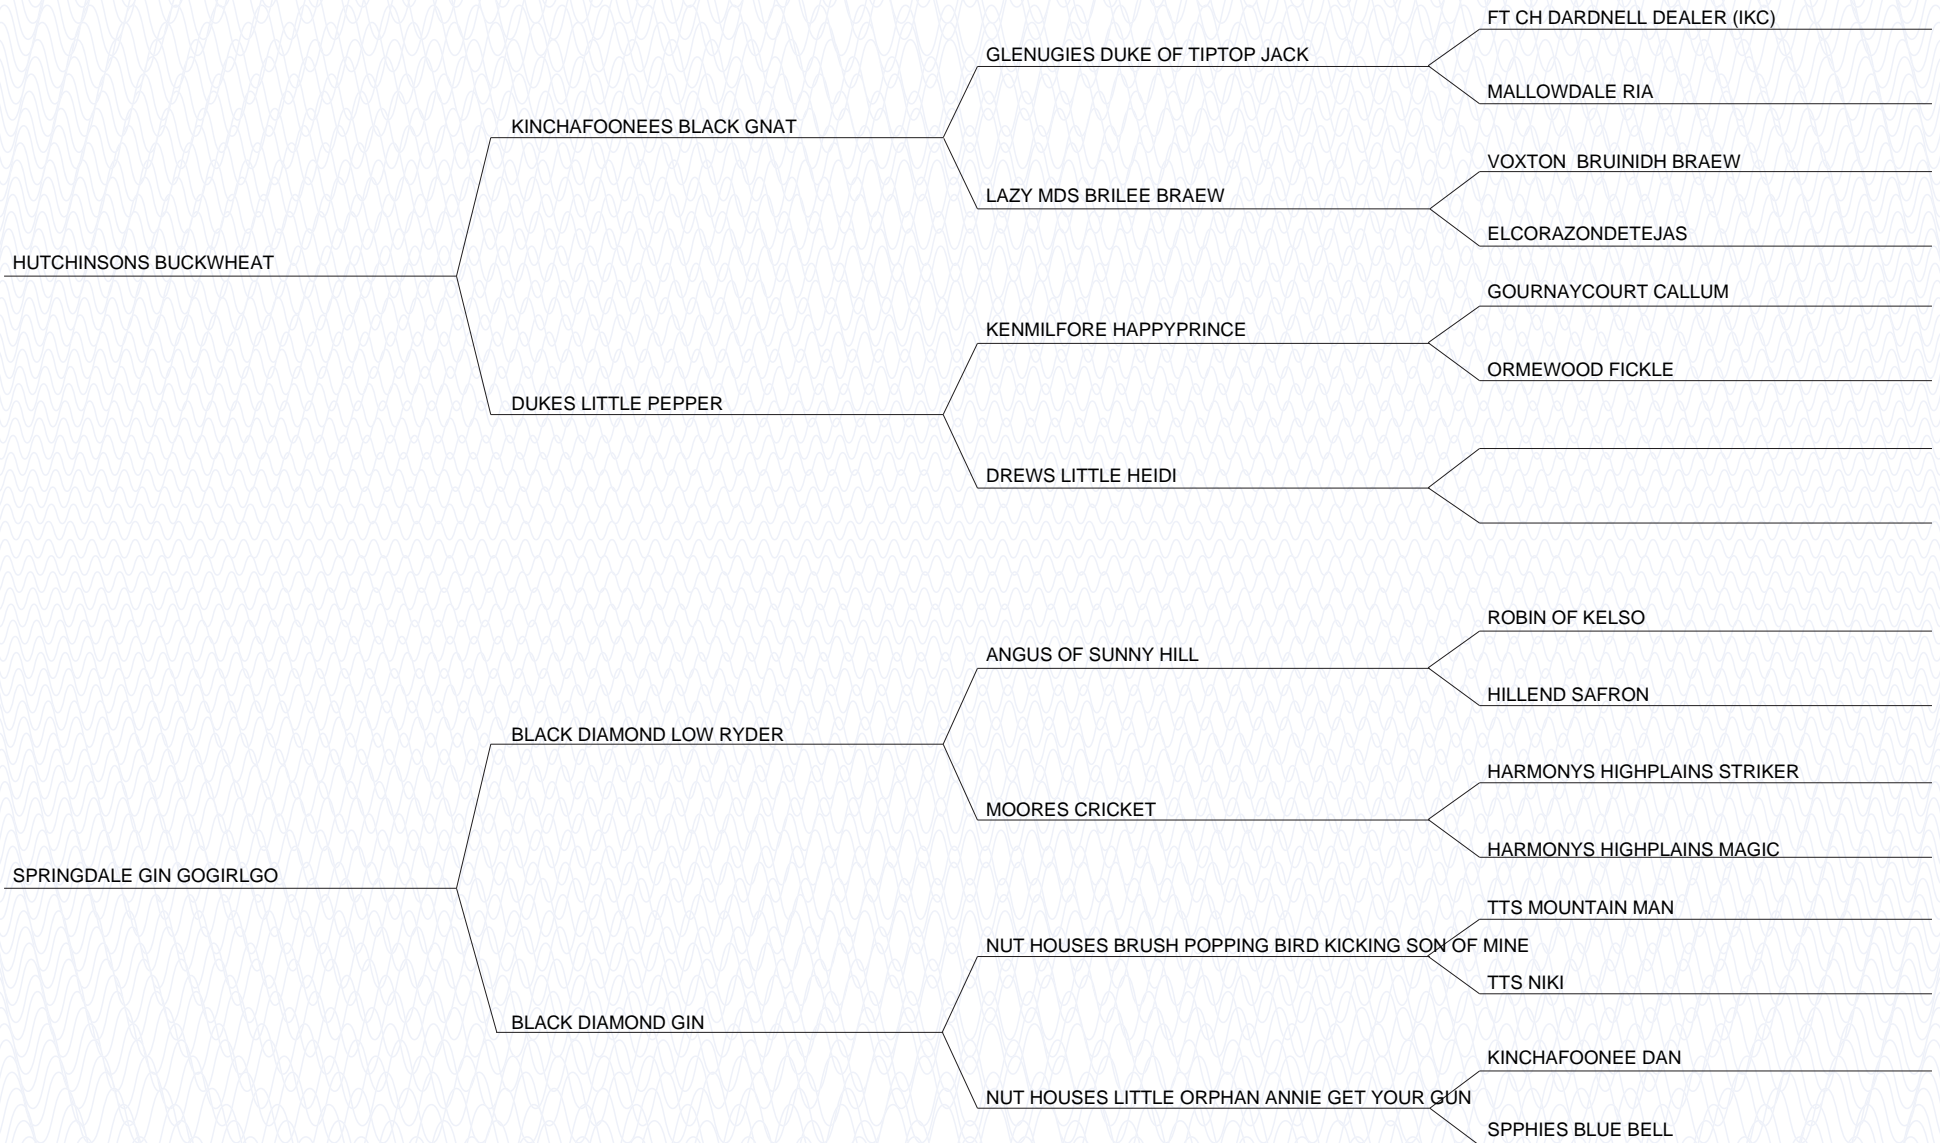 FT CH DARDNELL DEALER (IKC)
GLENUGIES DUKE OF TIPTOP JACK
MALLOWDALE RIA
KINCHAFOONEES BLACK GNAT
VOXTON  BRUINIDH BRAEW
LAZY MDS BRILEE BRAEW
ELCORAZONDETEJAS
HUTCHINSONS BUCKWHEAT
GOURNAYCOURT CALLUM
KENMILFORE HAPPYPRINCE
ORMEWOOD FICKLE
DUKES LITTLE PEPPER
DREWS LITTLE HEIDI
ROBIN OF KELSO
ANGUS OF SUNNY HILL
HILLEND SAFRON
BLACK DIAMOND LOW RYDER
HARMONYS HIGHPLAINS STRIKER
MOORES CRICKET
HARMONYS HIGHPLAINS MAGIC
SPRINGDALE GIN GOGIRLGO
TTS MOUNTAIN MAN
NUT HOUSES BRUSH POPPING BIRD KICKING SON OF MINE
TTS NIKI
BLACK DIAMOND GIN
KINCHAFOONEE DAN
NUT HOUSES LITTLE ORPHAN ANNIE GET YOUR GUN
SPPHIES BLUE BELL